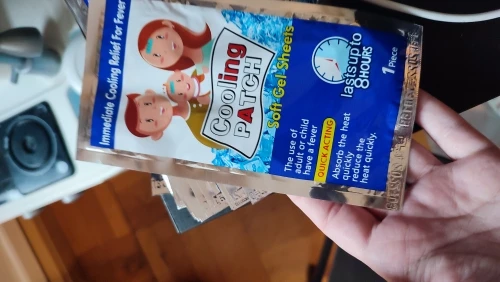 Immediate Cooling Relief For Fever
Cooling
PATCH
Soft Gel Sheets
lasts up to
8 HOURS
1 Piece
The use of
adult or child
have a fever
QUICK ACTING
Absorb the heat
quickly
reduce the
heat quickly.